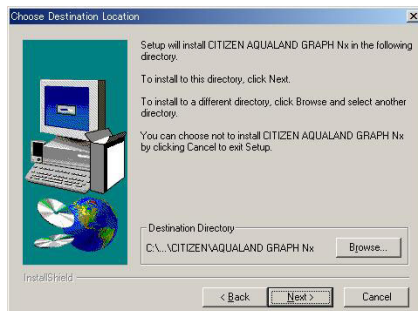 Choose Destination Location
Setup will install CITIZEN AQUALAND GRAPH Nx in the following
directory.
To install to this directory, click Next.
To install to a different directory, click Browse and select another
directory.
You can choose not to install CITIZEN AQUALAND GRAPH Nx
by clicking Cancel to exit Setup.
Destination Directory
C:\...\CITIZEN\AQUALAND GRAPH Nx
Browse...
InstallShield
< Back
Next >
Cancel